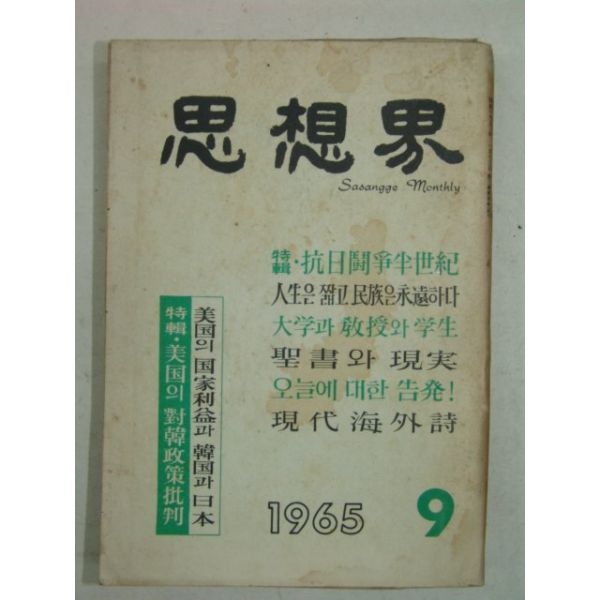 思想界
Sasangge Monthly
特輯・抗日鬪爭半世紀
人生은 짧고 民族은 永遠하다
大学과 敎授와 学生
聖書와 現実
오늘에 대한 告発!
現代海外詩
美国의 国家利益과 韓国과 日本
特輯・美国의 對韓政策批判
1965 9